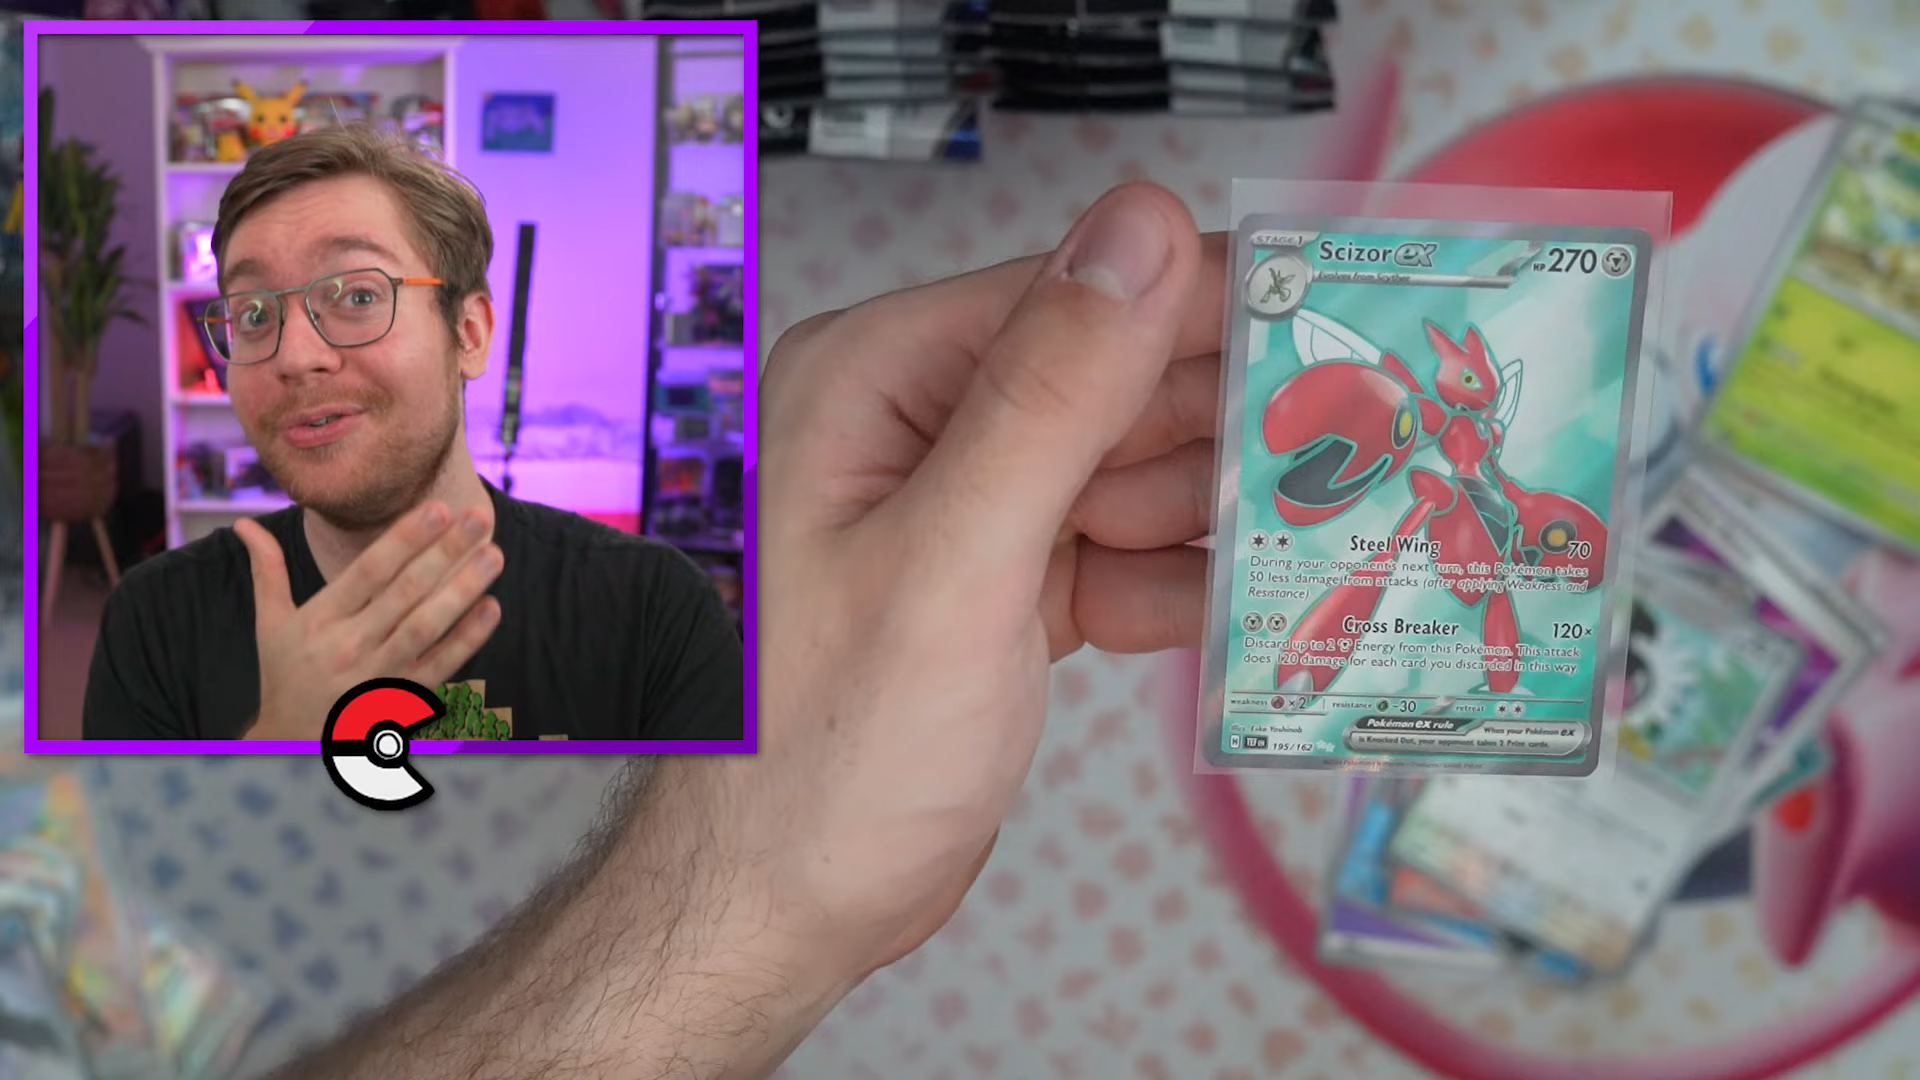 STAGE 1
Scizor ex
HP 270
Evolves from Scyther
Steel Wing 70
During your opponent's next turn, this Pokémon takes
50 less damage from attacks (after applying Weakness and
Resistance)
Cross Breaker 120×
Discard up to 2 Energy from this Pokémon. This attack
does 120 damage for each card you discarded in this way.
weakness ×2 resistance -30 retreat
Pokémon ex rule When your Pokémon ex
is Knocked Out, your opponent takes 2 Prize cards.
H TEF EN 195/162